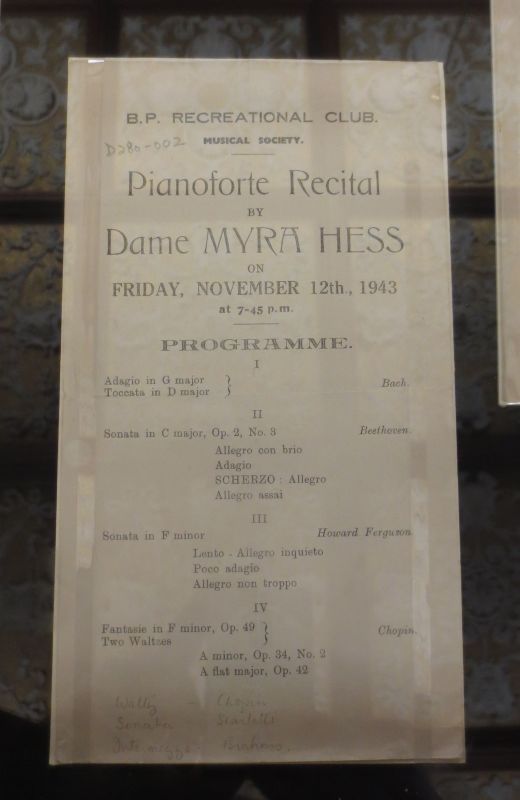 B.P. RECREATIONAL CLUB.
D280-002
MUSICAL SOCIETY.
Pianoforte Recital
BY
Dame MYRA HESS
ON
FRIDAY, NOVEMBER 12th., 1943
at 7-45 p.m.
PROGRAMME.
I
Adagio in G major
Toccata in D major } Bach.
II
Sonata in C major, Op. 2, No. 3 Beethoven.
Allegro con brio
Adagio
SCHERZO : Allegro
Allegro assai
III
Sonata in F minor Howard Ferguson
Lento - Allegro inquieto
Poco adagio
Allegro non troppo
IV
Fantasie in F minor, Op. 49
Two Waltzes } Chopin.
A minor, Op. 34, No. 2
A flat major, Op. 42
Waltz - Chopin
Sonata Scarlatti
Intermezzo - Brahms.